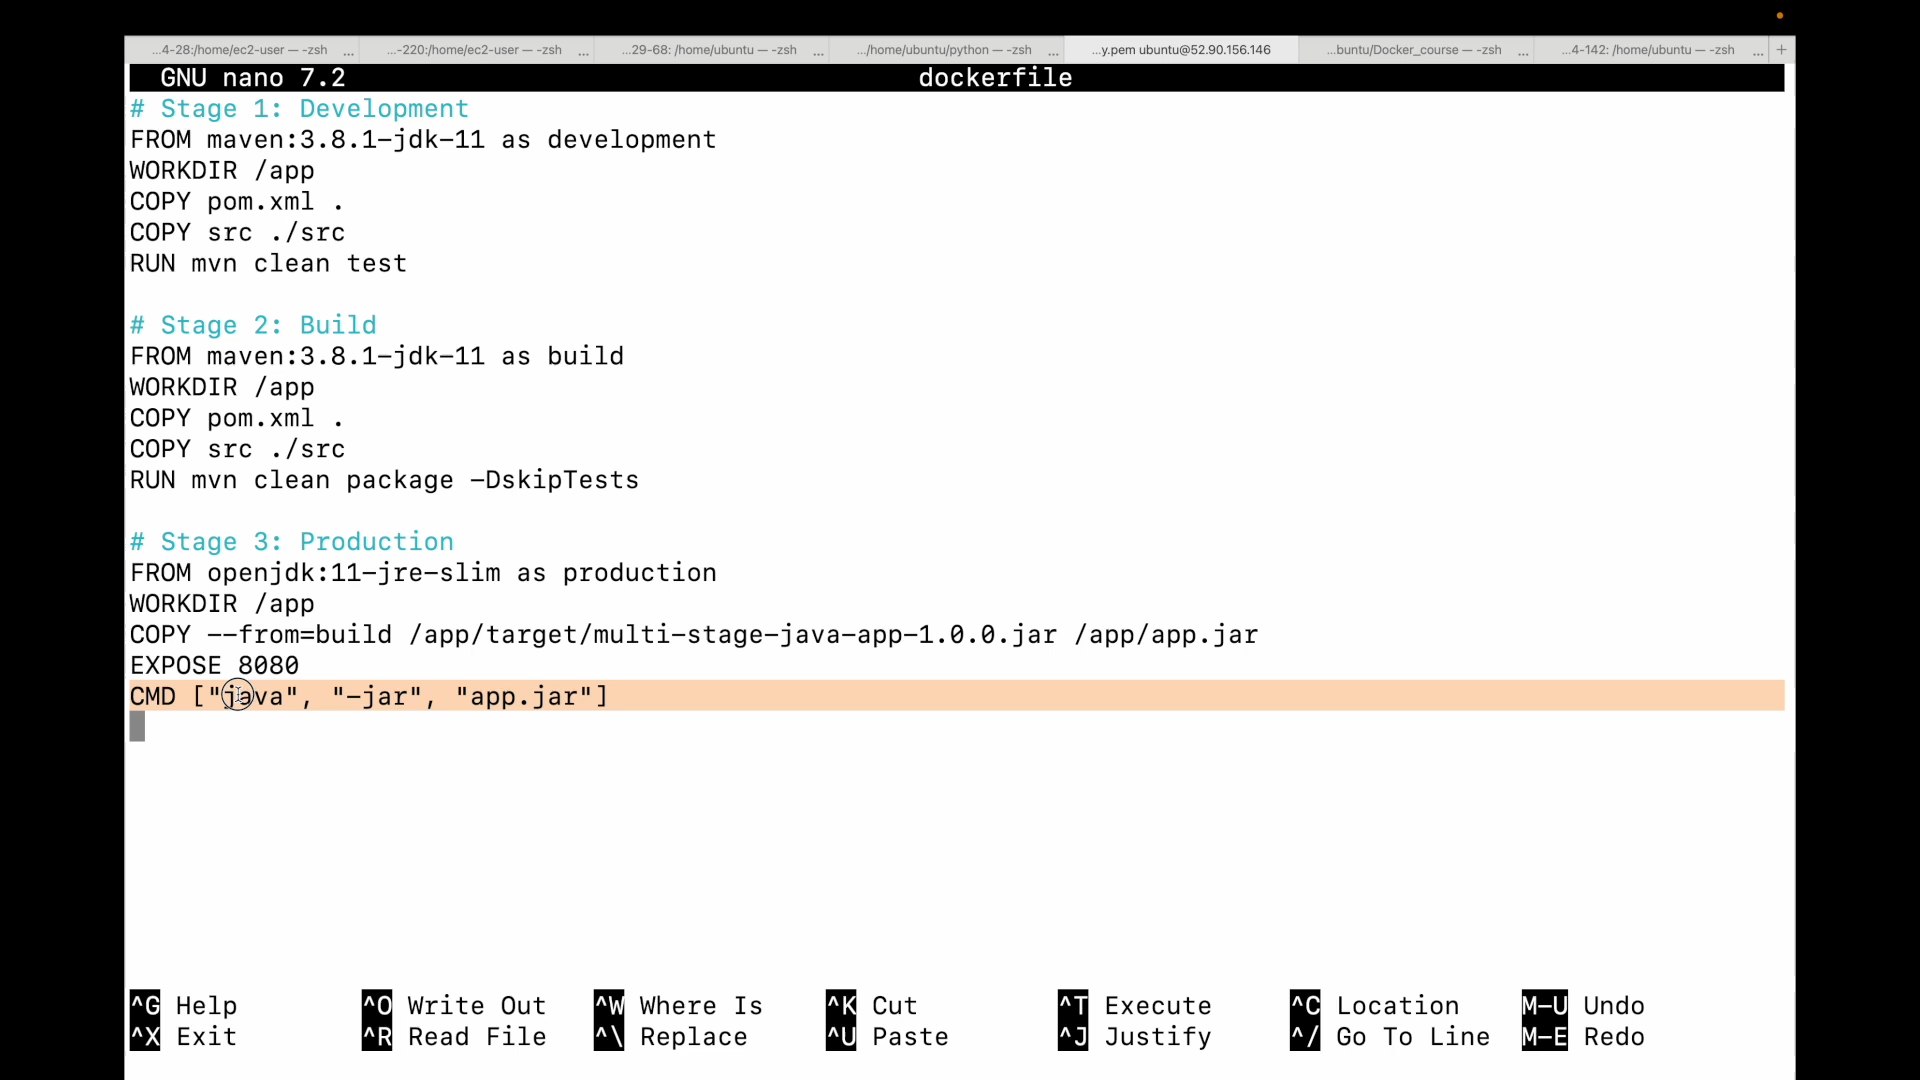 ...4-28:/home/ec2-user — -zsh ... ...-220:/home/ec2-user — -zsh ... ...29-68: /home/ubuntu — -zsh ... .../home/ubuntu/python — -zsh ... ...y.pem ubuntu@52.90.156.146 ...buntu/Docker_course — -zsh ... ...4-142: /home/ubuntu — -zsh ... +
GNU nano 7.2 dockerfile
# Stage 1: Development
FROM maven:3.8.1-jdk-11 as development
WORKDIR /app
COPY pom.xml .
COPY src ./src
RUN mvn clean test
# Stage 2: Build
FROM maven:3.8.1-jdk-11 as build
WORKDIR /app
COPY pom.xml .
COPY src ./src
RUN mvn clean package -DskipTests
# Stage 3: Production
FROM openjdk:11-jre-slim as production
WORKDIR /app
COPY --from=build /app/target/multi-stage-java-app-1.0.0.jar /app/app.jar
EXPOSE 8080
CMD ["java", "-jar", "app.jar"]
^G Help ^O Write Out ^W Where Is ^K Cut ^T Execute ^C Location M-U Undo
^X Exit ^R Read File ^\ Replace ^U Paste ^J Justify ^/ Go To Line M-E Redo